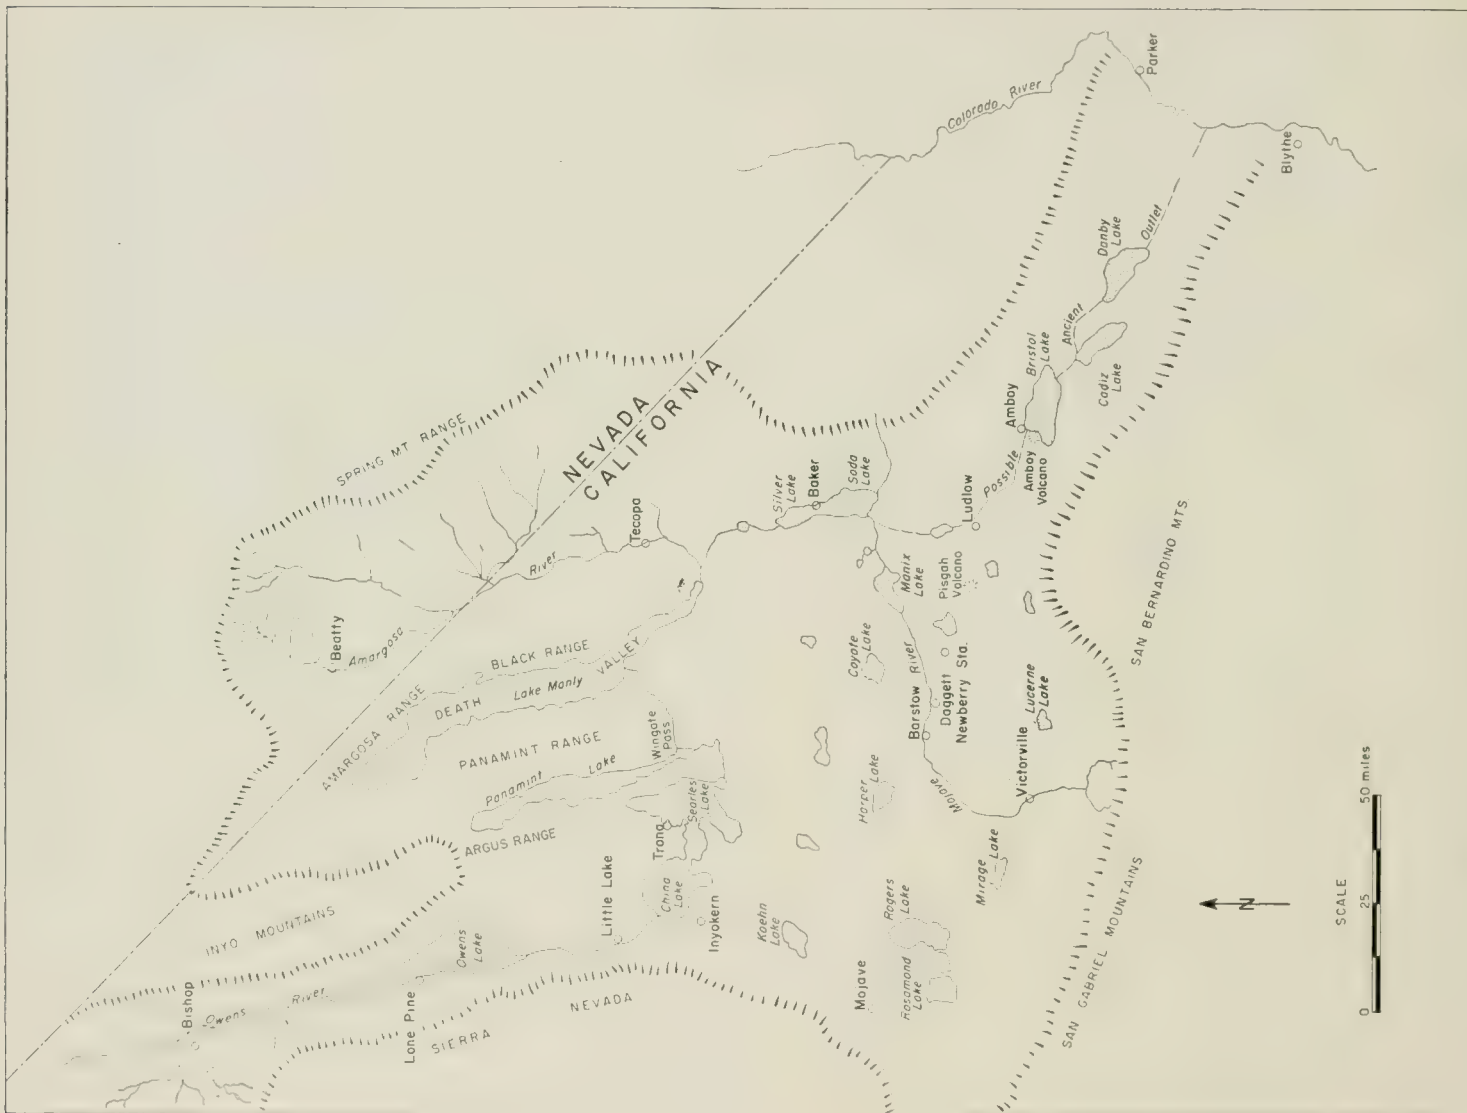 SPRING MT RANGE
NEVADA
CALIFORNIA
Colorado River
Parker
Blythe
Beatty
Amargosa
River
Tecopa
AMARGOSA RANGE
BLACK RANGE
DEATH
VALLEY
Lake Manly
PANAMINT RANGE
Panamint Lake
Wingate
Pass
ARGUS RANGE
INYO MOUNTAINS
Bishop
Owens
River
Owens
Lake
Lone Pine
SIERRA
NEVADA
Little Lake
China
Lake
Trona
Searles
Lake
Inyokern
Koehn
Lake
Mojave
Rosamond
Lake
Rogers
Lake
Mirage
Lake
Harper
Lake
Mojave
River
Barstow
Daggett
Newberry Sta.
Victorville
Lucerne
Lake
Coyote
Lake
Manix
Lake
Pisgah
Volcano
Silver
Lake
Baker
Soda
Lake
Ludlow
Possible
Ancient
Outlet
Amboy
Amboy
Volcano
Bristol
Lake
Cadiz
Lake
Danby
Lake
SAN BERNARDINO MTS
SAN GABRIEL MOUNTAINS
N
SCALE
0 25 50 miles